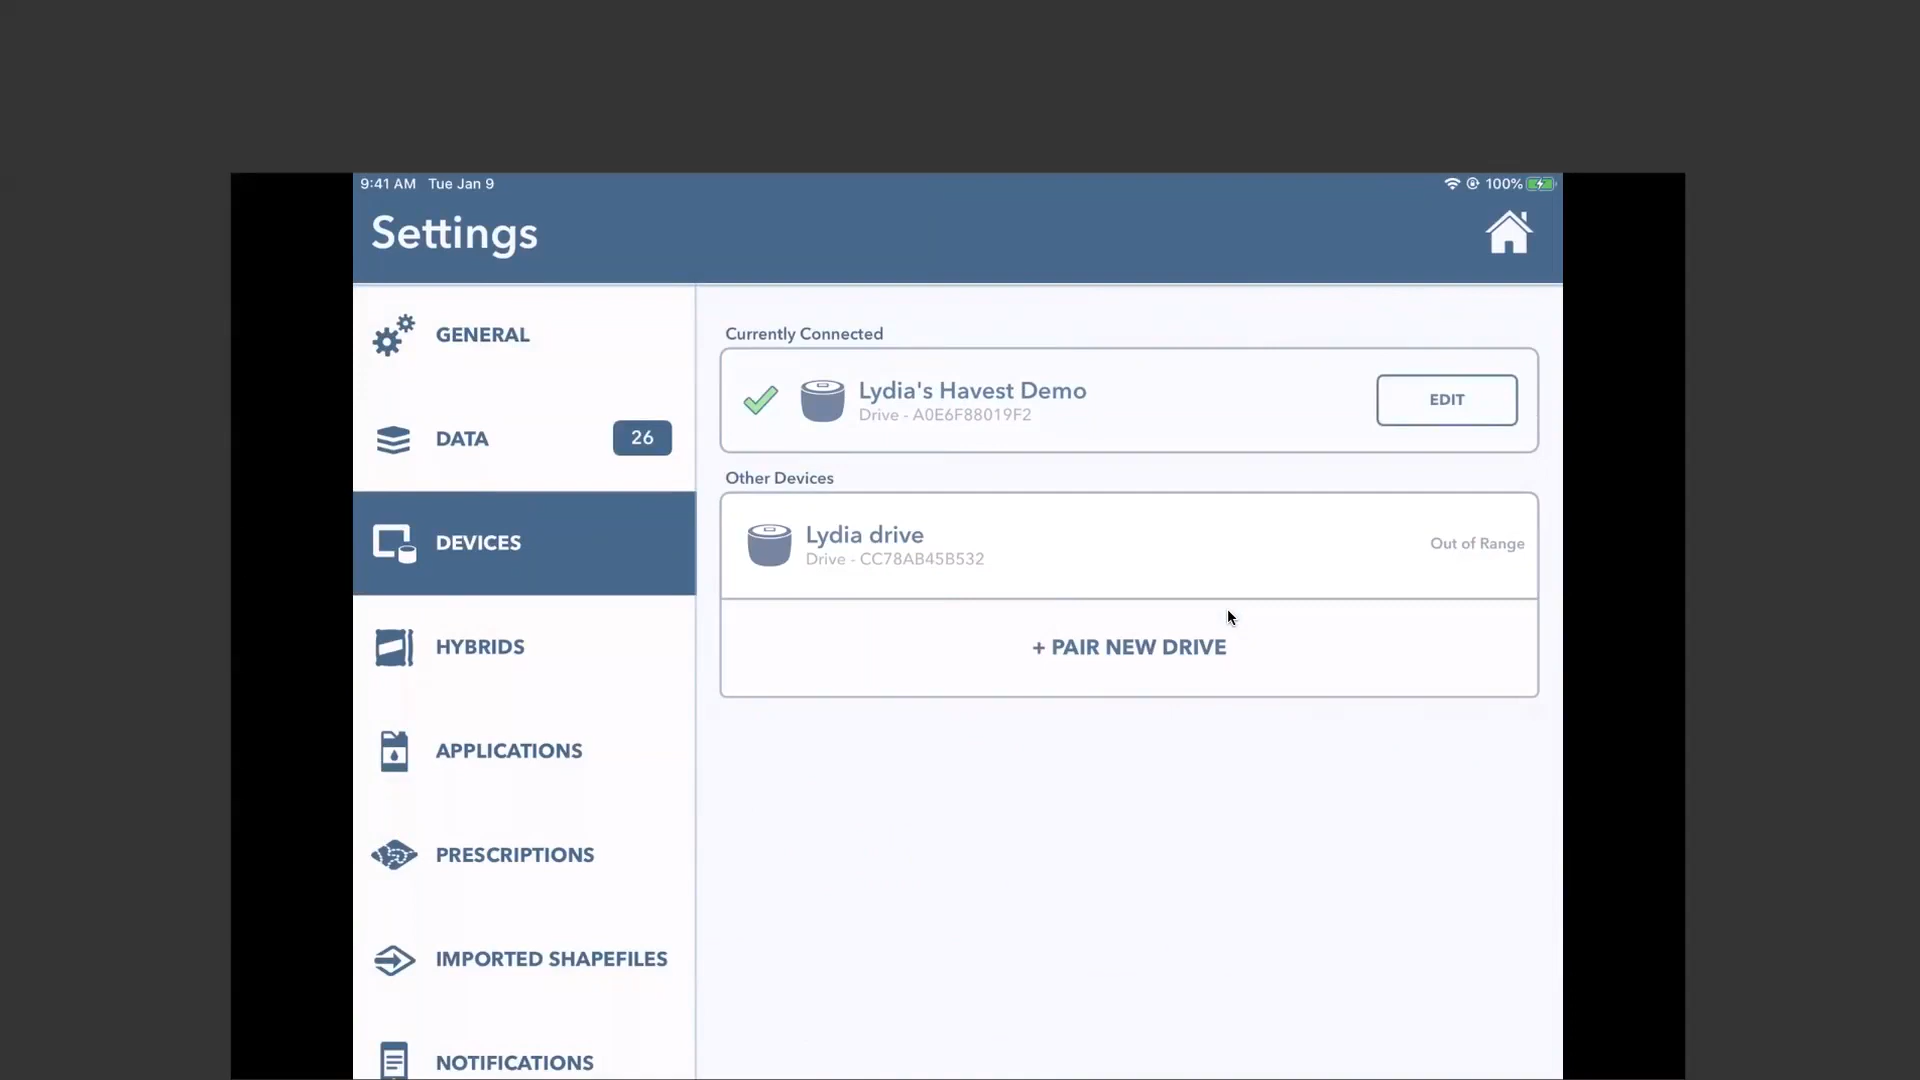 9:41 AM Tue Jan 9
100%
Settings
GENERAL
DATA
26
DEVICES
HYBRIDS
APPLICATIONS
PRESCRIPTIONS
IMPORTED SHAPEFILES
NOTIFICATIONS
Currently Connected
Lydia's Havest Demo
Drive - A0E6F88019F2
EDIT
Other Devices
Lydia drive
Drive - CC78AB45B532
Out of Range
+ PAIR NEW DRIVE